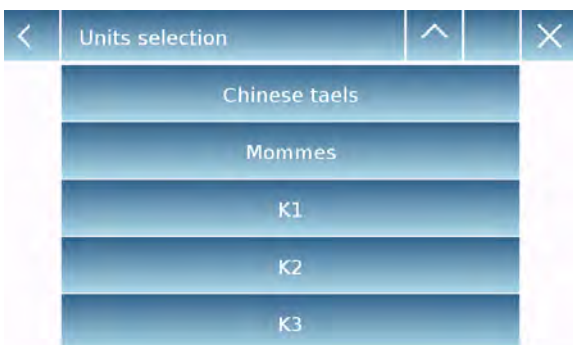 Units selection
Chinese taels
Mommes
K1
K2
K3